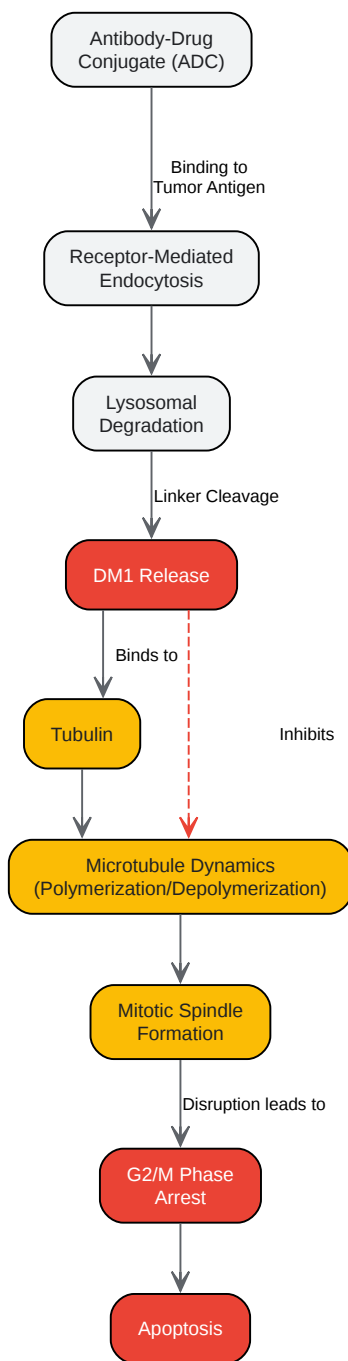 Antibody-Drug
Conjugate (ADC)
Binding to
Tumor Antigen
Receptor-Mediated
Endocytosis
Lysosomal
Degradation
Linker Cleavage
DM1 Release
Binds to
Tubulin
Inhibits
Microtubule Dynamics
(Polymerization/Depolymerization)
Mitotic Spindle
Formation
Disruption leads to
G2/M Phase
Arrest
Apoptosis